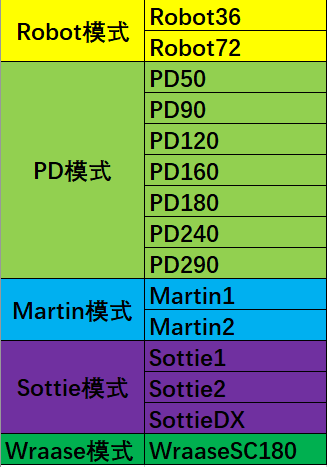 Robot模式
Robot36
Robot72
PD模式
PD50
PD90
PD120
PD160
PD180
PD240
PD290
Martin模式
Martin1
Martin2
Sottie模式
Sottie1
Sottie2
SottieDX
Wraase模式
WraaseSC180